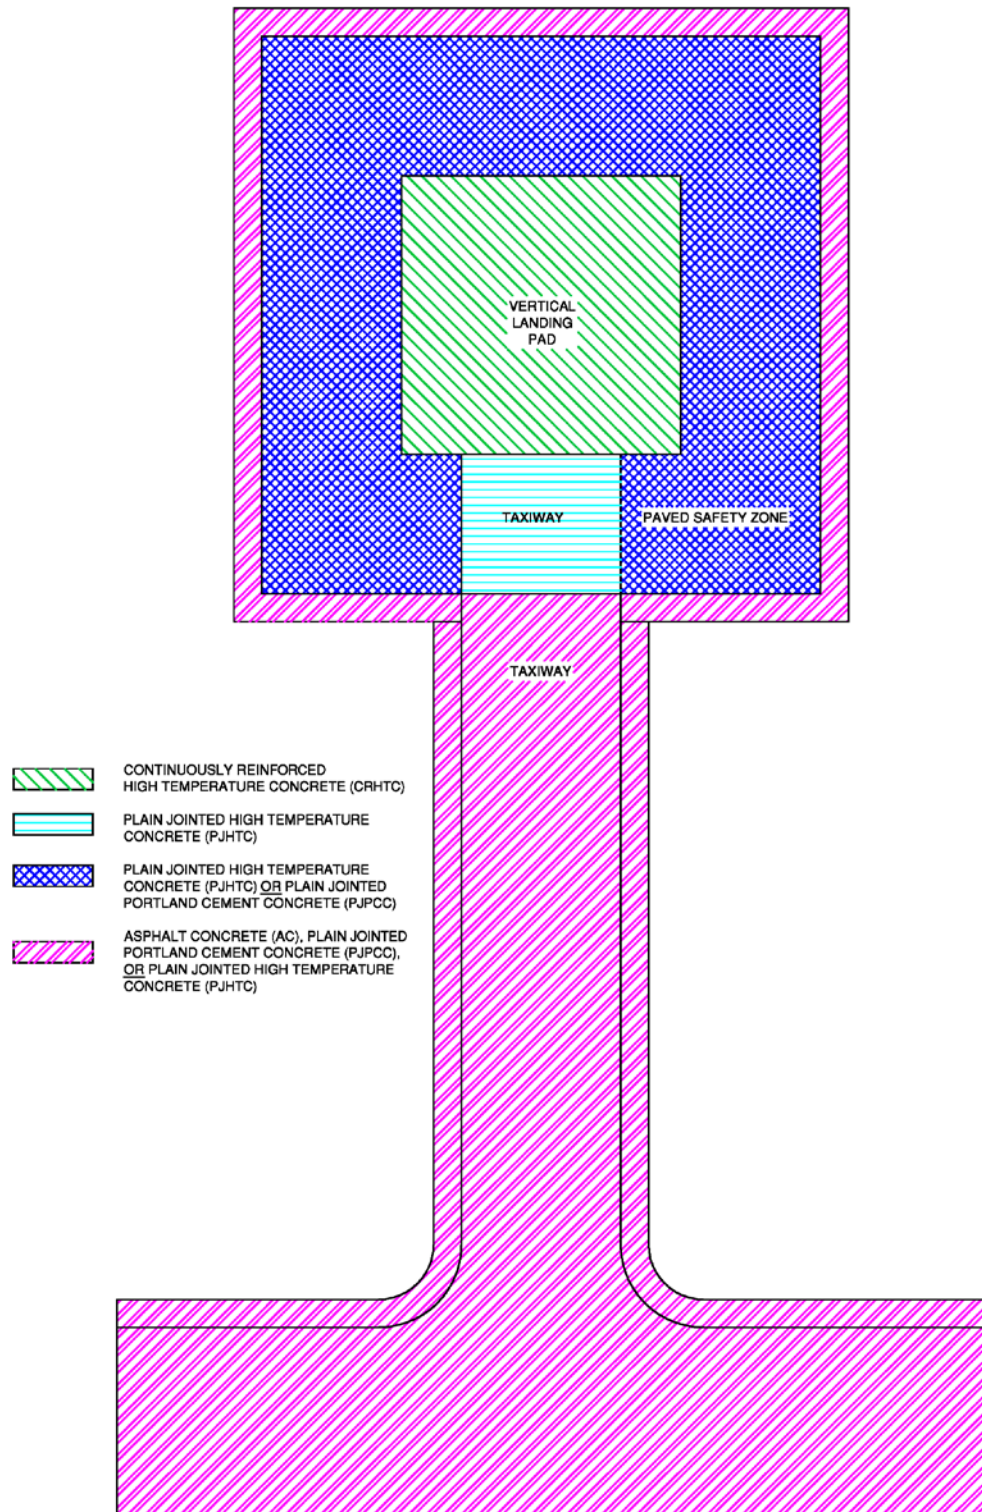 VERTICAL
LANDING
PAD
TAXIWAY
PAVED SAFETY ZONE
TAXIWAY
CONTINUOUSLY REINFORCED
HIGH TEMPERATURE CONCRETE (CRHTC)
PLAIN JOINTED HIGH TEMPERATURE
CONCRETE (PJHTC)
PLAIN JOINTED HIGH TEMPERATURE
CONCRETE (PJHTC) OR PLAIN JOINTED
PORTLAND CEMENT CONCRETE (PJPCC)
ASPHALT CONCRETE (AC), PLAIN JOINTED
PORTLAND CEMENT CONCRETE (PJPCC),
OR PLAIN JOINTED HIGH TEMPERATURE
CONCRETE (PJHTC)